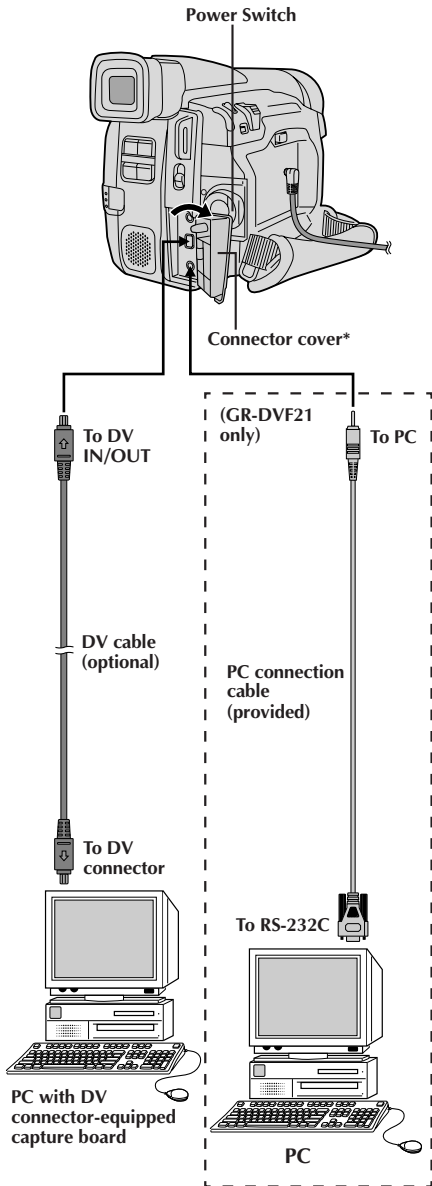 Power Switch
Connector cover*
To DV
IN/OUT
(GR-DVF21
only)
To PC
DV cable
(optional)
PC connection
cable
(provided)
To DV
connector
To RS-232C
PC with DV
connector-equipped
capture board
PC